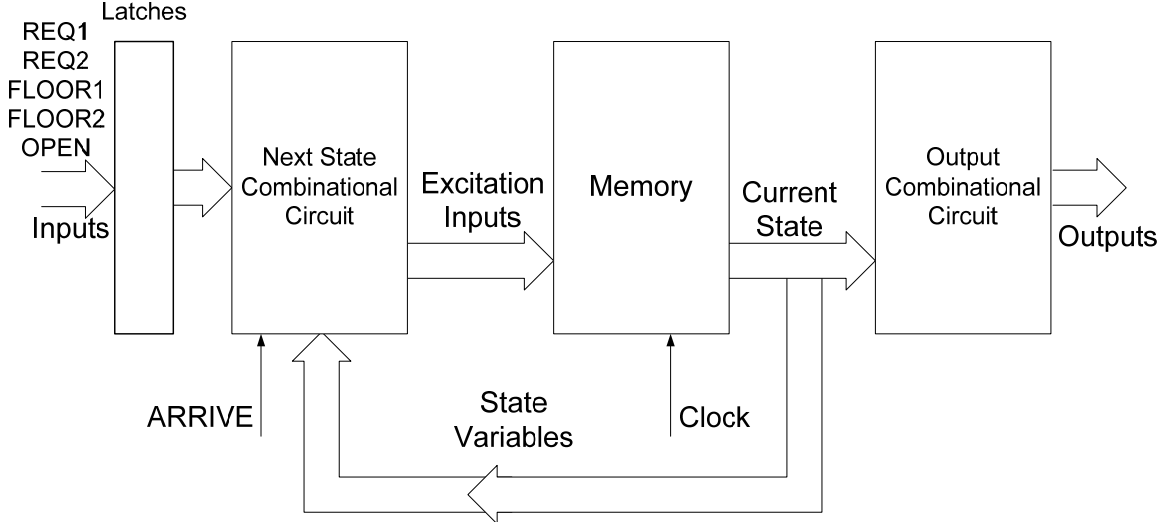 Latches
REQ1
REQ2
FLOOR1
FLOOR2
OPEN
Inputs
Next State
Combinational
Circuit
Excitation
Inputs
Memory
Current
State
Output
Combinational
Circuit
Outputs
ARRIVE
State
Variables
Clock